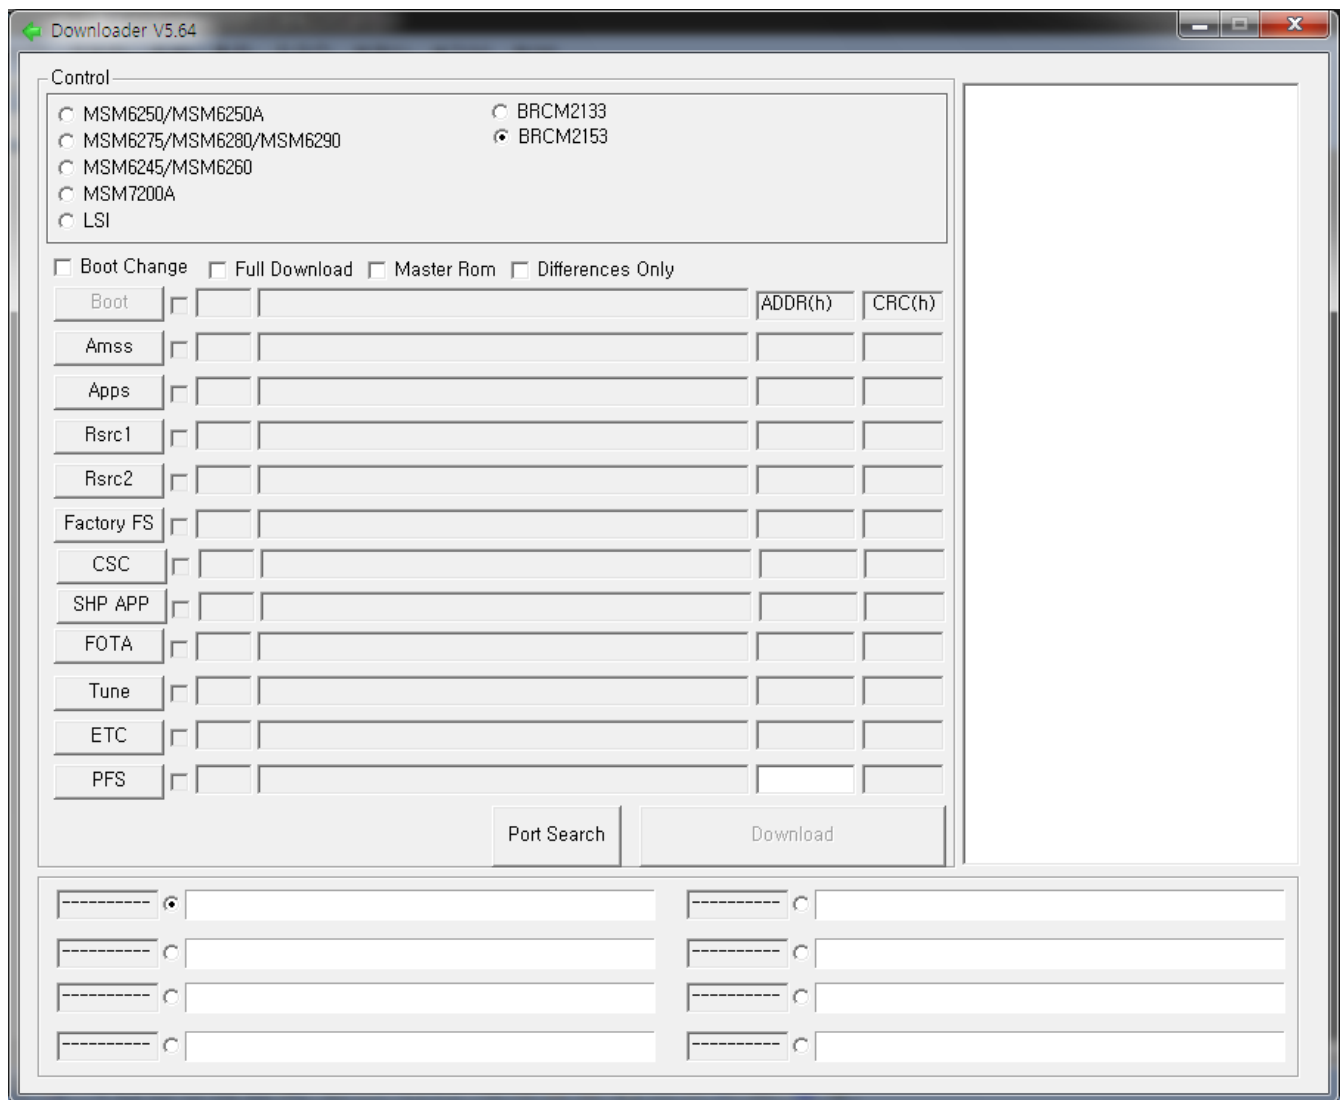 Downloader V5.64
Control
MSM6250/MSM6250A
BRCM2133
MSM6275/MSM6280/MSM6290
BRCM2153
MSM6245/MSM6260
MSM7200A
LSI
Boot Change Full Download Master Rom Differences Only
Boot ADDR(h) CRC(h)
Amss
Apps
Rsrc1
Rsrc2
Factory FS
CSC
SHP APP
FOTA
Tune
ETC
PFS
Port Search Download
---------- ----------
---------- ----------
---------- ----------
---------- ----------